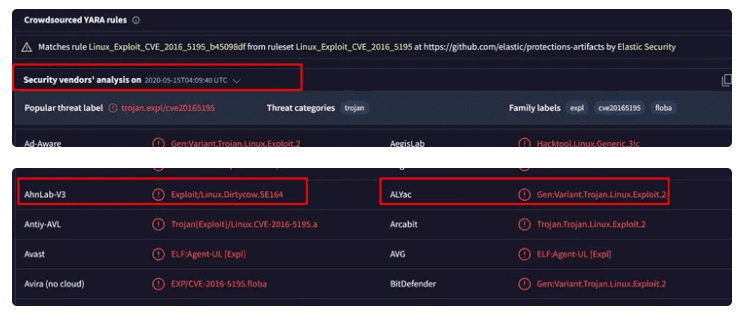 Crowdsourced YARA rules
Matches rule Linux_Exploit_CVE_2016_5195_b45098df from ruleset Linux_Exploit_CVE_2016_5195 at https://github.com/elastic/protections-artifacts by Elastic Security
Security vendors' analysis on 2020-05-15T04:09:40 UTC
Popular threat label trojan.expl/cve20165195 Threat categories trojan Family labels expl cve20165195 floba
Ad-Aware Gen:Variant.Trojan.Linux.Exploit.2 AegisLab Hacktool.Linux.Generic.3!c
AhnLab-V3 Exploit/Linux.Dirtycow.SE164 ALYac Gen:Variant.Trojan.Linux.Exploit.2
Antiy-AVL Trojan[Exploit]/Linux.CVE-2016-5195.a Arcabit Trojan.Trojan.Linux.Exploit.2
Avast ELF:Agent-UL [Expl] AVG ELF:Agent-UL [Expl]
Avira (no cloud) EXP/CVE-2016-5195.floba BitDefender Gen:Variant.Trojan.Linux.Exploit.2